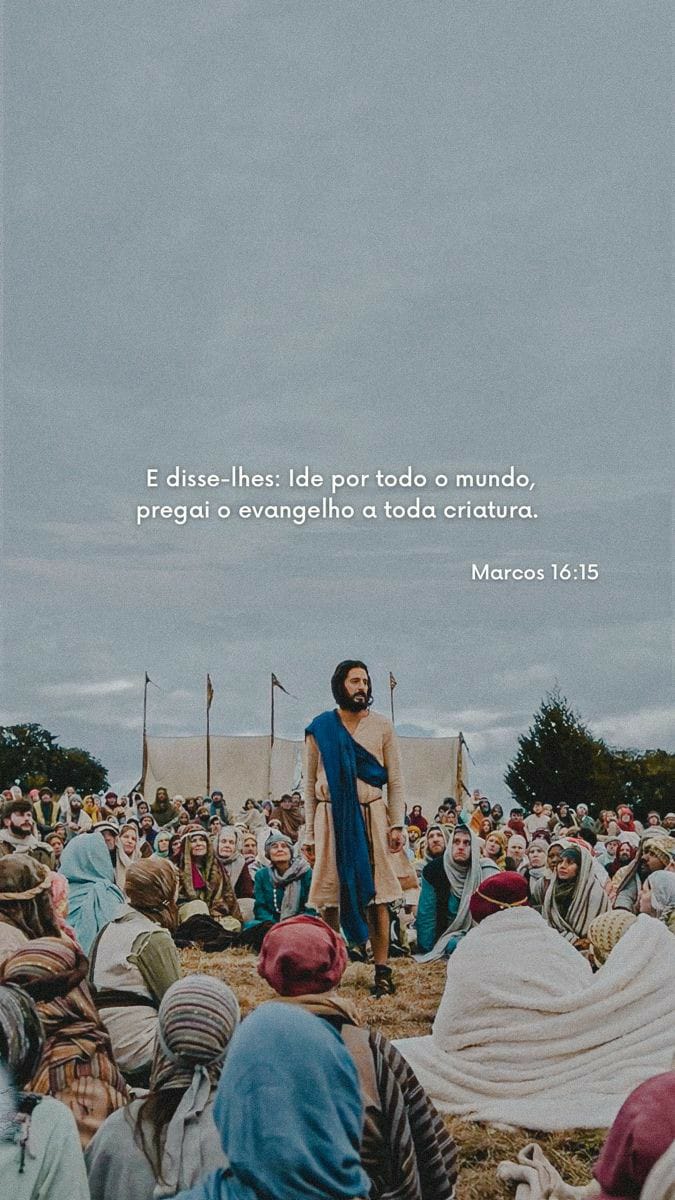 E disse-lhes: Ide por todo o mundo,
pregai o evangelho a toda criatura.
Marcos 16:15